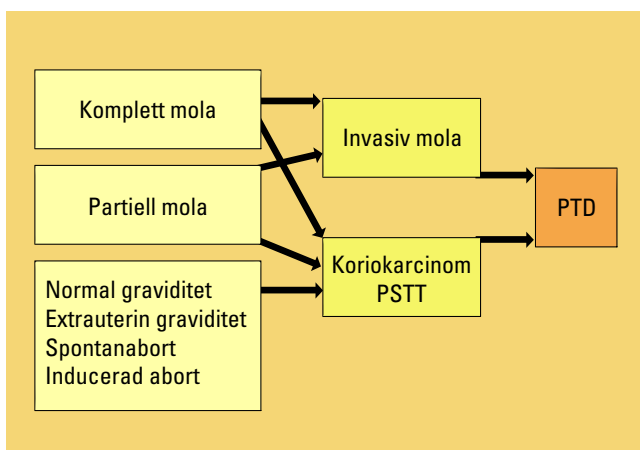 Komplett mola
Partiell mola
Normal graviditet
Extrauterin graviditet
Spontanabort
Inducerad abort
Invasiv mola
Koriokarcinom
PSTT
PTD